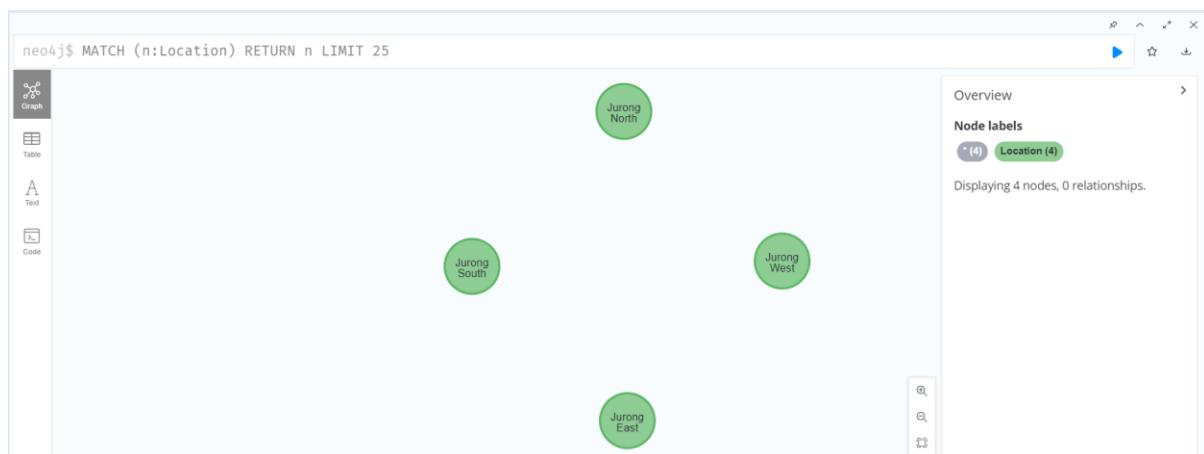 neo4j$ MATCH (n:Location) RETURN n LIMIT 25
Graph
Table
A
Text
Code
Jurong
North
Jurong
South
Jurong
West
Jurong
East
Overview
Node labels
* (4) Location (4)
Displaying 4 nodes, 0 relationships.